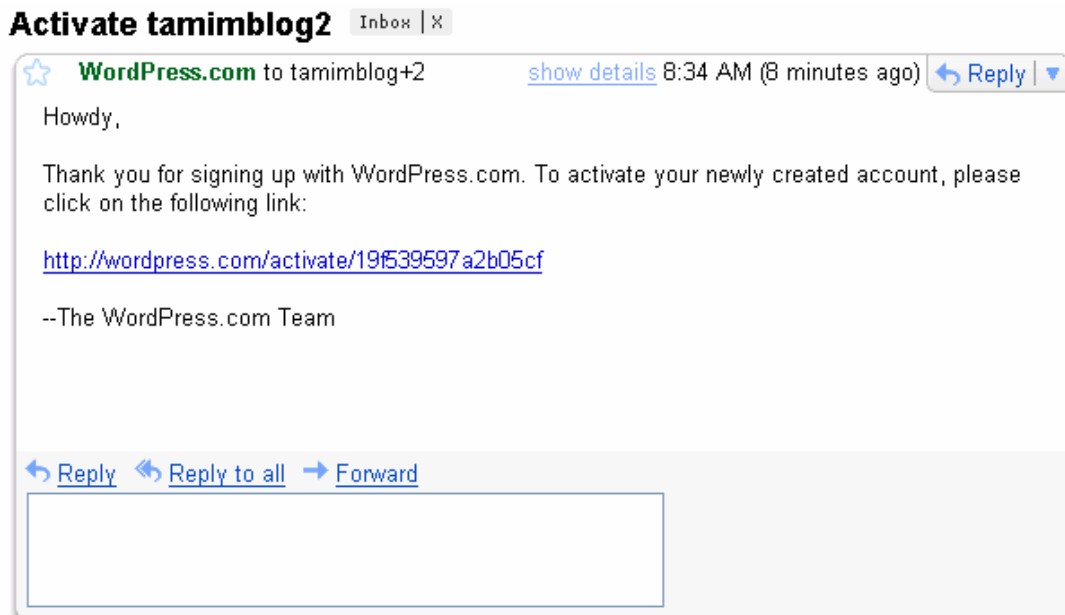 Activate tamimblog2 Inbox | X
WordPress.com to tamimblog+2 show details 8:34 AM (8 minutes ago) Reply
Howdy,
Thank you for signing up with WordPress.com. To activate your newly created account, please
click on the following link:
http://wordpress.com/activate/19f539597a2b05cf
--The WordPress.com Team
Reply Reply to all Forward